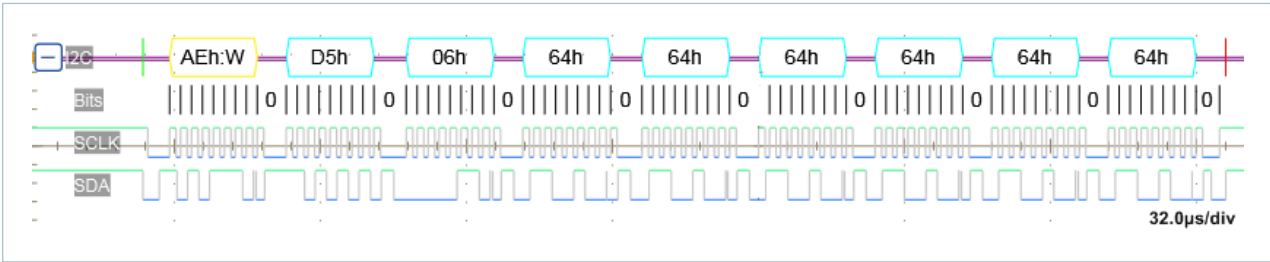 I2C AEh:W D5h 06h 64h 64h 64h 64h 64h 64h
Bits 0 0 0 0 0 0 0 0 0
SCLK
SDA
32.0µs/div